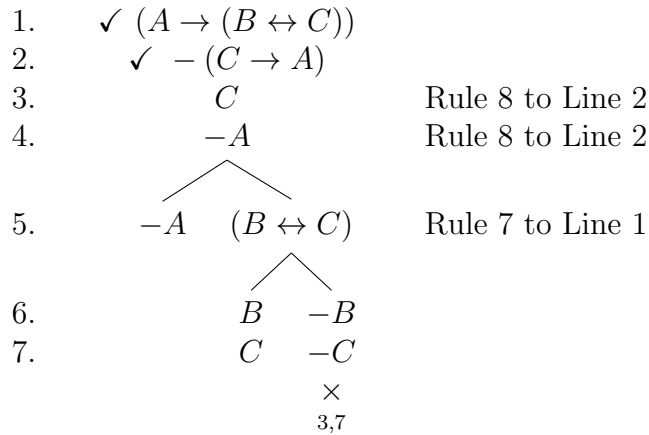 1. ✓ (A → (B ↔ C))
2. ✓ − (C → A)
3. C Rule 8 to Line 2
4. −A Rule 8 to Line 2
5. −A (B ↔ C) Rule 7 to Line 1
6. B −B
7. C −C
×
3,7